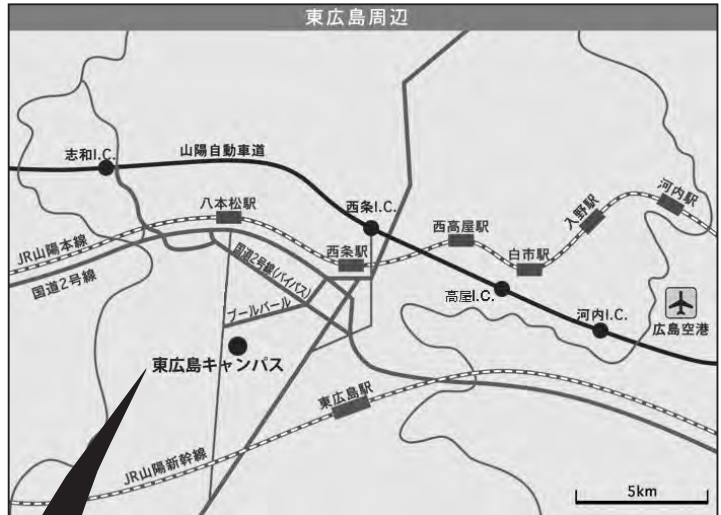 東広島周辺
志和I.C.
山陽自動車道
八本松駅
西条I.C.
西高屋駅
入野駅
河内駅
JR山陽本線
国道2号線
国道2号線(バイパス)
西条駅
白市駅
高屋I.C.
河内I.C.
広島空港
ブールバール
東広島キャンパス
東広島駅
JR山陽新幹線
5km